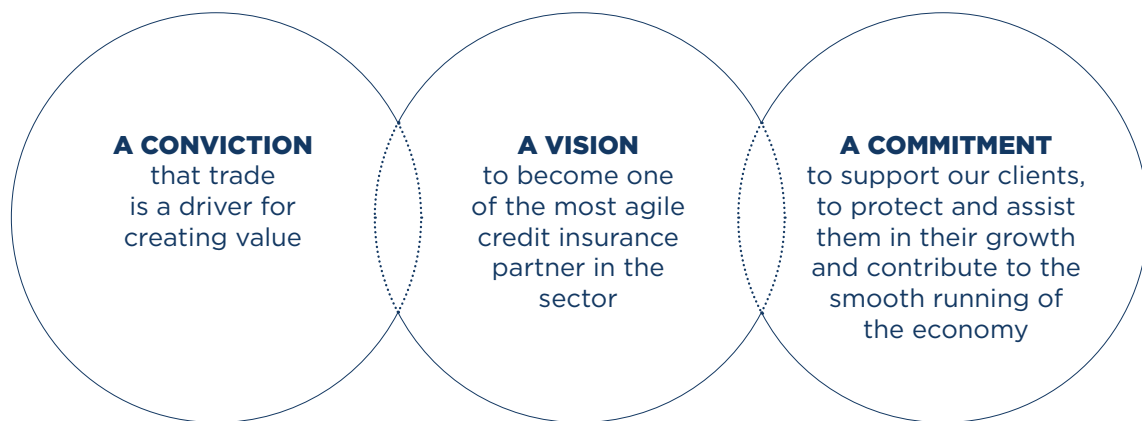 A CONVICTION
that trade
is a driver for
creating value
A VISION
to become one
of the most agile
credit insurance
partner in the
sector
A COMMITMENT
to support our clients,
to protect and assist
them in their growth
and contribute to the
smooth running of
the economy